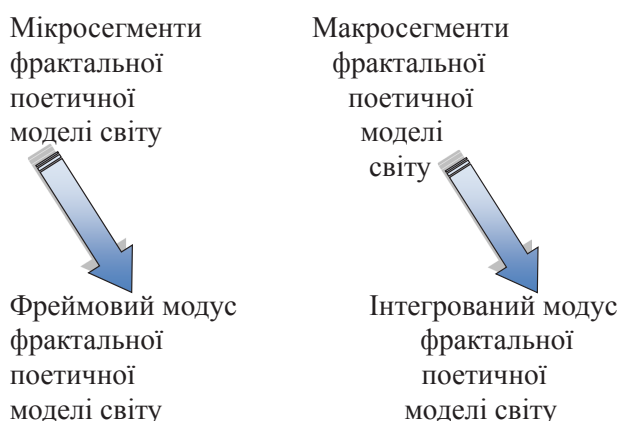 Мікросегменти
фрактальної
поетичної
моделі світу
Макросегменти
фрактальної
поетичної
моделі
світу
Фреймовий модус
фрактальної
поетичної
моделі світу
Інтегрований модус
фрактальної
поетичної
моделі світу